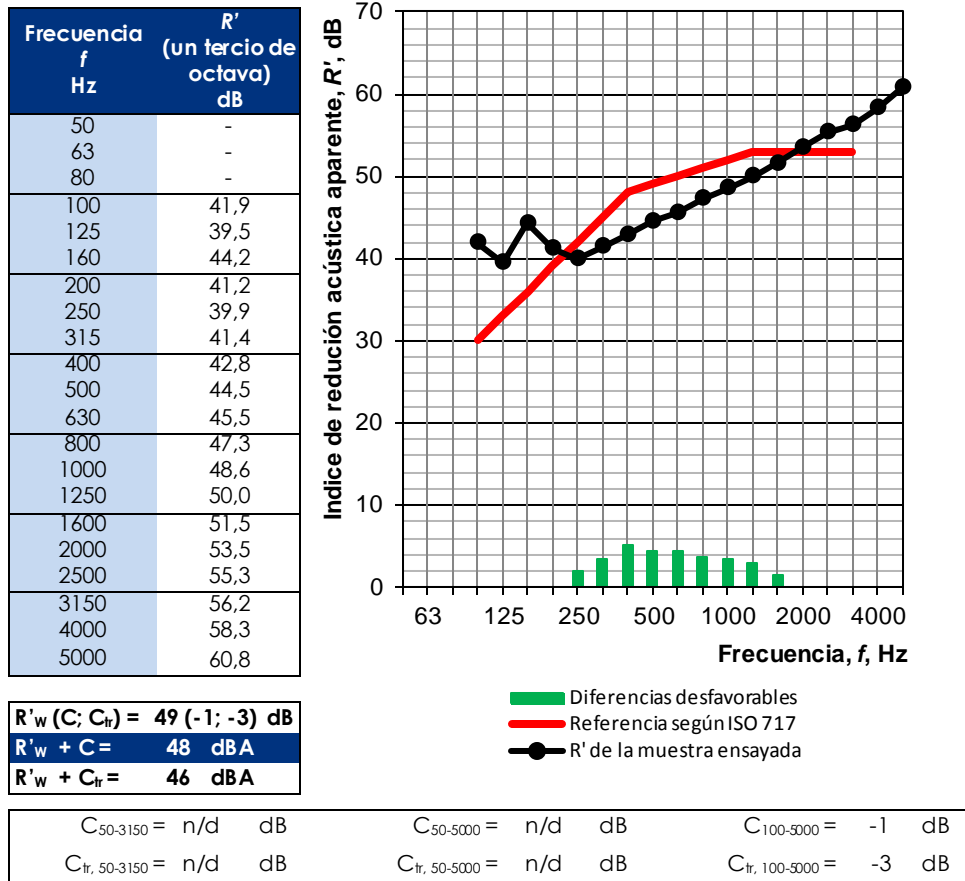 Frecuencia f Hz
R' (un tercio de octava) dB
50 -
63 -
80 -
100 41,9
125 39,5
160 44,2
200 41,2
250 39,9
315 41,4
400 42,8
500 44,5
630 45,5
800 47,3
1000 48,6
1250 50,0
1600 51,5
2000 53,5
2500 55,3
3150 56,2
4000 58,3
5000 60,8
Indice de redución acústica aparente, R', dB
70
60
50
40
30
20
10
0
63 125 250 500 1000 2000 4000
Frecuencia, f, Hz
Diferencias desfavorables
Referencia según ISO 717
R' de la muestra ensayada
R'w (C; Ctr) = 49 (-1; -3) dB
R'w + C = 48 dBA
R'w + Ctr = 46 dBA
C50-3150 = n/d dB C50-5000 = n/d dB C100-5000 = -1 dB
Ctr, 50-3150 = n/d dB Ctr, 50-5000 = n/d dB Ctr, 100-5000 = -3 dB